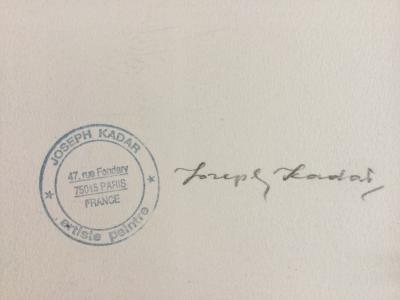 JOSEPH KADAR
47, rue Fondary
75015 PARIS
FRANCE
artiste peintre
Joseph Kadar